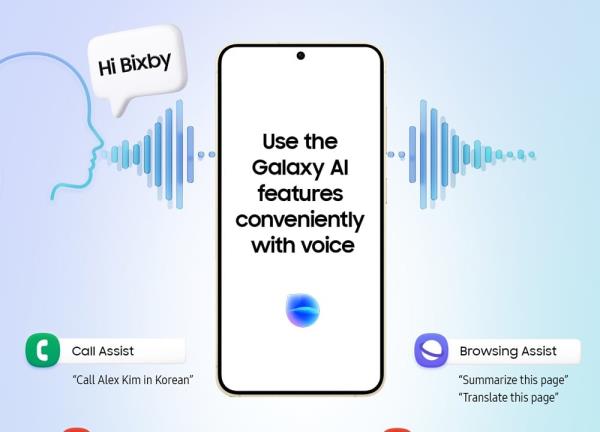 Hi Bixby
Use the
Galaxy AI
features
conveniently
with voice
Call Assist
“Call Alex Kim in Korean”
Browsing Assist
“Summarize this page”
“Translate this page”